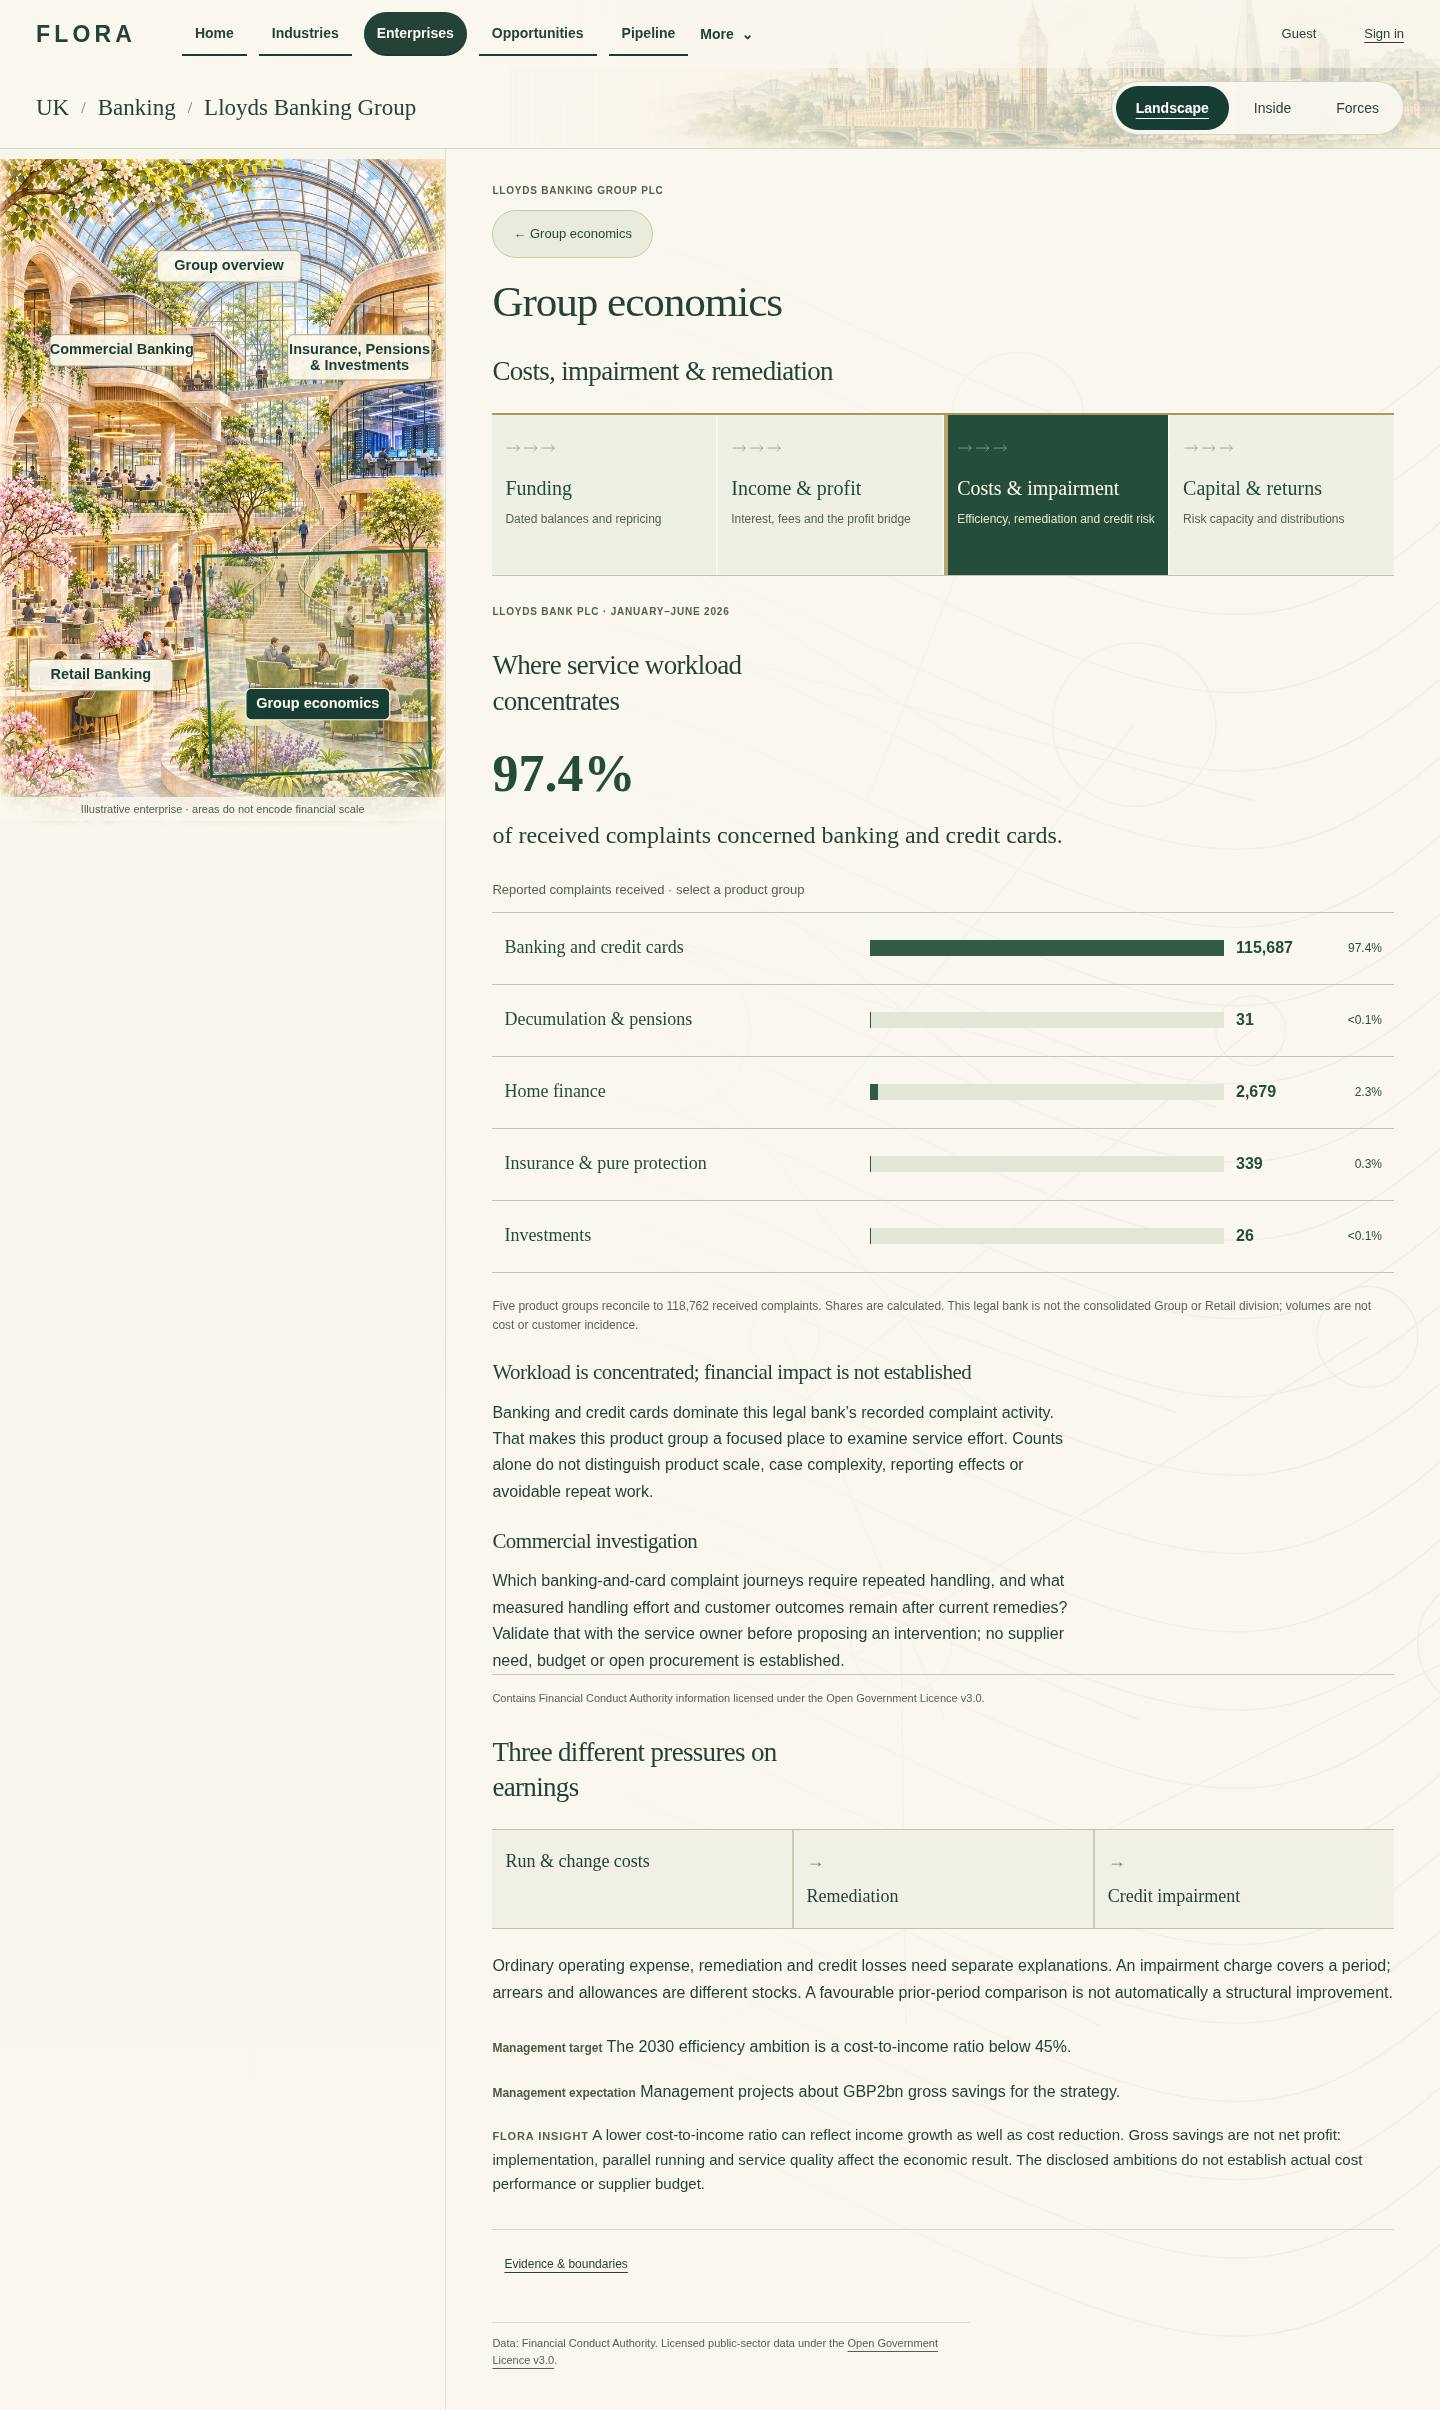 FLORA
Home
Industries
Enterprises
Opportunities
Pipeline
More ⌄
Guest
Sign in
UK / Banking / Lloyds Banking Group
Landscape
Inside
Forces
Group overview
Commercial Banking
Insurance, Pensions
& Investments
Retail Banking
Group economics
Illustrative enterprise · areas do not encode financial scale
LLOYDS BANKING GROUP PLC
← Group economics
Group economics
Costs, impairment & remediation
→→→
Funding
Dated balances and repricing
→→→
Income & profit
Interest, fees and the profit bridge
→→→
Costs & impairment
Efficiency, remediation and credit risk
→→→
Capital & returns
Risk capacity and distributions
LLOYDS BANK PLC · JANUARY–JUNE 2026
Where service workload
concentrates
97.4%
of received complaints concerned banking and credit cards.
Reported complaints received · select a product group
Banking and credit cards 115,687 97.4%
Decumulation & pensions 31 <0.1%
Home finance 2,679 2.3%
Insurance & pure protection 339 0.3%
Investments 26 <0.1%
Five product groups reconcile to 118,762 received complaints. Shares are calculated. This legal bank is not the consolidated Group or Retail division; volumes are not
cost or customer incidence.
Workload is concentrated; financial impact is not established
Banking and credit cards dominate this legal bank’s recorded complaint activity.
That makes this product group a focused place to examine service effort. Counts
alone do not distinguish product scale, case complexity, reporting effects or
avoidable repeat work.
Commercial investigation
Which banking-and-card complaint journeys require repeated handling, and what
measured handling effort and customer outcomes remain after current remedies?
Validate that with the service owner before proposing an intervention; no supplier
need, budget or open procurement is established.
Contains Financial Conduct Authority information licensed under the Open Government Licence v3.0.
Three different pressures on
earnings
Run & change costs
→
Remediation
→
Credit impairment
Ordinary operating expense, remediation and credit losses need separate explanations. An impairment charge covers a period;
arrears and allowances are different stocks. A favourable prior-period comparison is not automatically a structural improvement.
Management target The 2030 efficiency ambition is a cost-to-income ratio below 45%.
Management expectation Management projects about GBP2bn gross savings for the strategy.
FLORA INSIGHT A lower cost-to-income ratio can reflect income growth as well as cost reduction. Gross savings are not net profit:
implementation, parallel running and service quality affect the economic result. The disclosed ambitions do not establish actual cost
performance or supplier budget.
Evidence & boundaries
Data: Financial Conduct Authority. Licensed public-sector data under the Open Government
Licence v3.0.